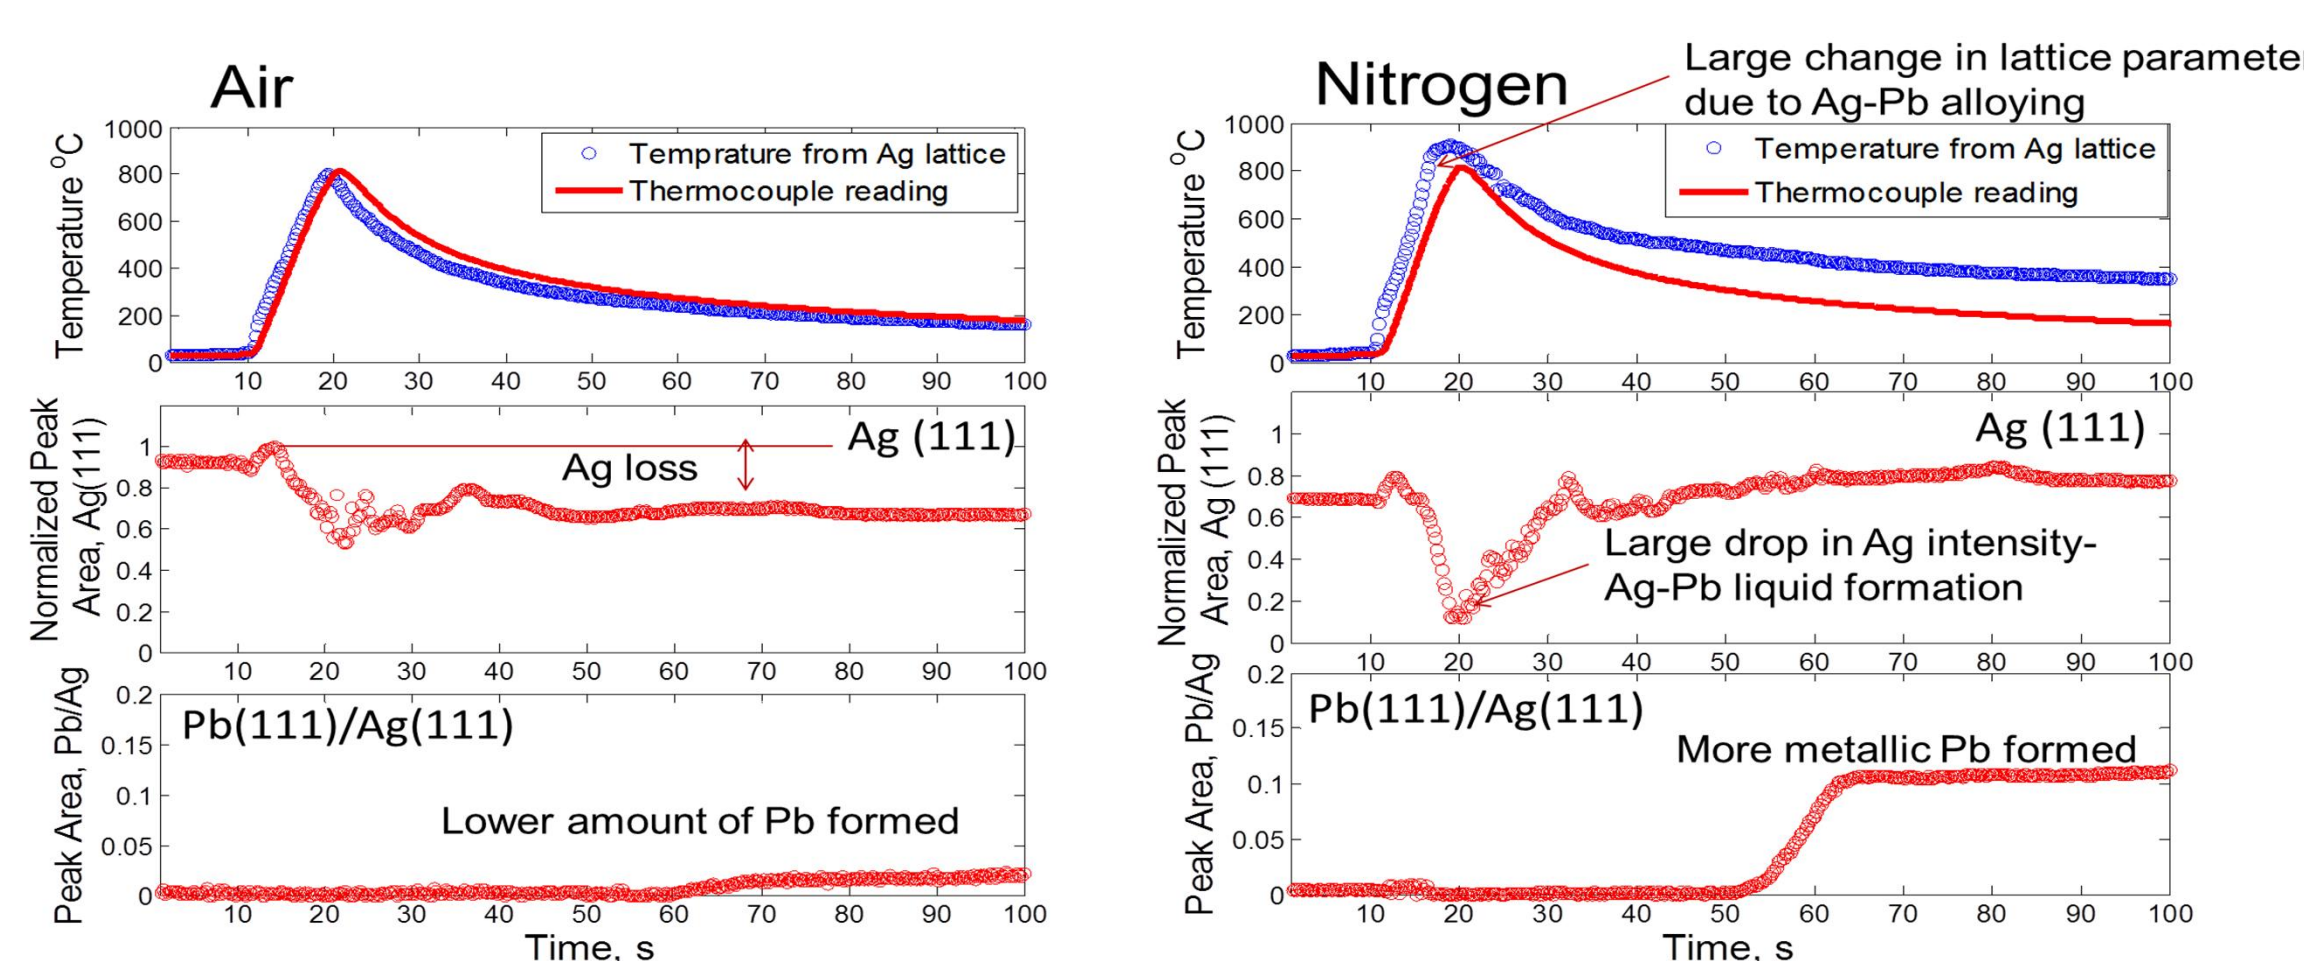 Air
Temperature °C
1000
800
600
400
200
0
Temprature from Ag lattice
Thermocouple reading
10 20 30 40 50 60 70 80 90 100
Normalized Peak
Area, Ag(111)
1
0.8
0.6
0.4
0.2
0
Ag (111)
Ag loss
10 20 30 40 50 60 70 80 90 100
Peak Area, Pb/Ag
0.2
0.15
0.1
0.05
0
Pb(111)/Ag(111)
Lower amount of Pb formed
10 20 30 40 50 60 70 80 90 100
Time, s
Nitrogen
Large change in lattice parameter
due to Ag-Pb alloying
Temperature °C
1000
800
600
400
200
0
Temperature from Ag lattice
Thermocouple reading
10 20 30 40 50 60 70 80 90 100
Normalized Peak
Area, Ag (111)
1
0.8
0.6
0.4
0.2
0
Ag (111)
Large drop in Ag intensity-
Ag-Pb liquid formation
10 20 30 40 50 60 70 80 90 100
Peak Area, Pb/Ag
0.2
0.15
0.1
0.05
0
Pb(111)/Ag(111)
More metallic Pb formed
10 20 30 40 50 60 70 80 90 100
Time, s